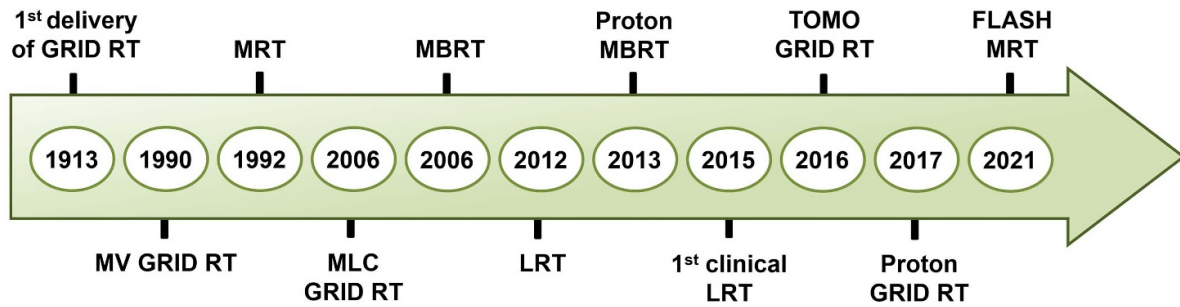 1st delivery
of GRID RT
MRT
MBRT
Proton
MBRT
TOMO
GRID RT
FLASH
MRT
1913
1990
1992
2006
2006
2012
2013
2015
2016
2017
2021
MV GRID RT
MLC
GRID RT
LRT
1st clinical
LRT
Proton
GRID RT